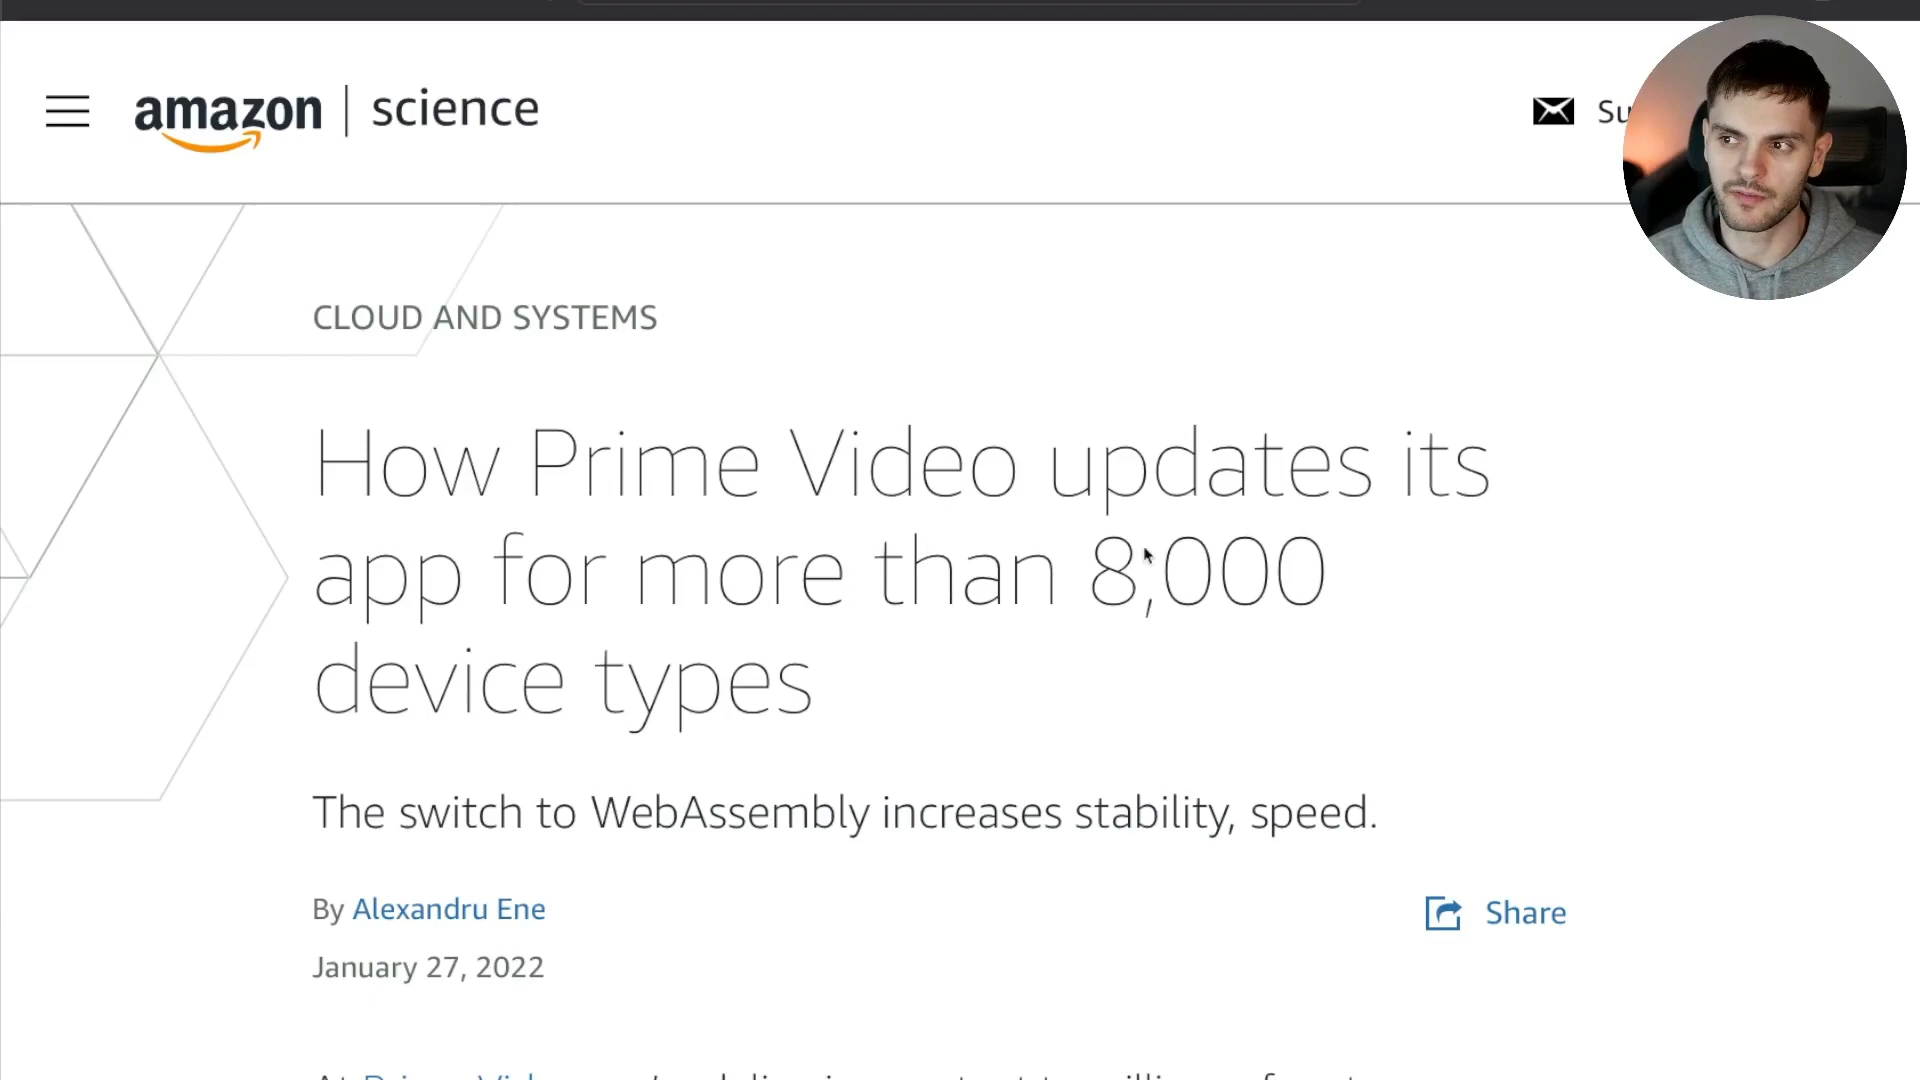 amazon | science
CLOUD AND SYSTEMS
How Prime Video updates its
app for more than 8,000
device types
The switch to WebAssembly increases stability, speed.
By Alexandru Ene
Share
January 27, 2022